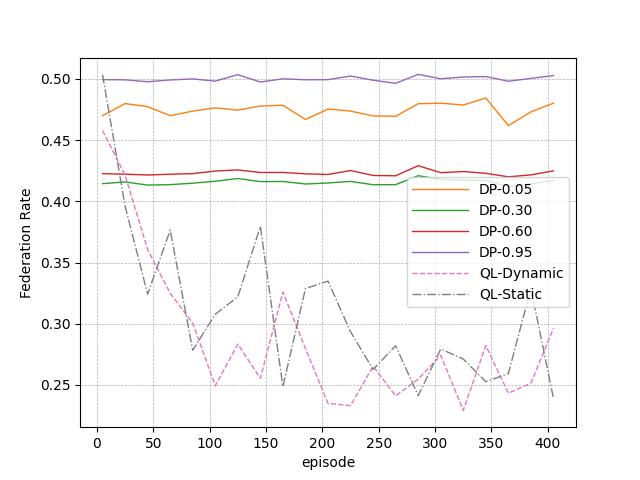 0.50
0.45
0.40
0.35
0.30
0.25
Federation Rate
DP-0.05
DP-0.30
DP-0.60
DP-0.95
QL-Dynamic
QL-Static
0 50 100 150 200 250 300 350 400
episode